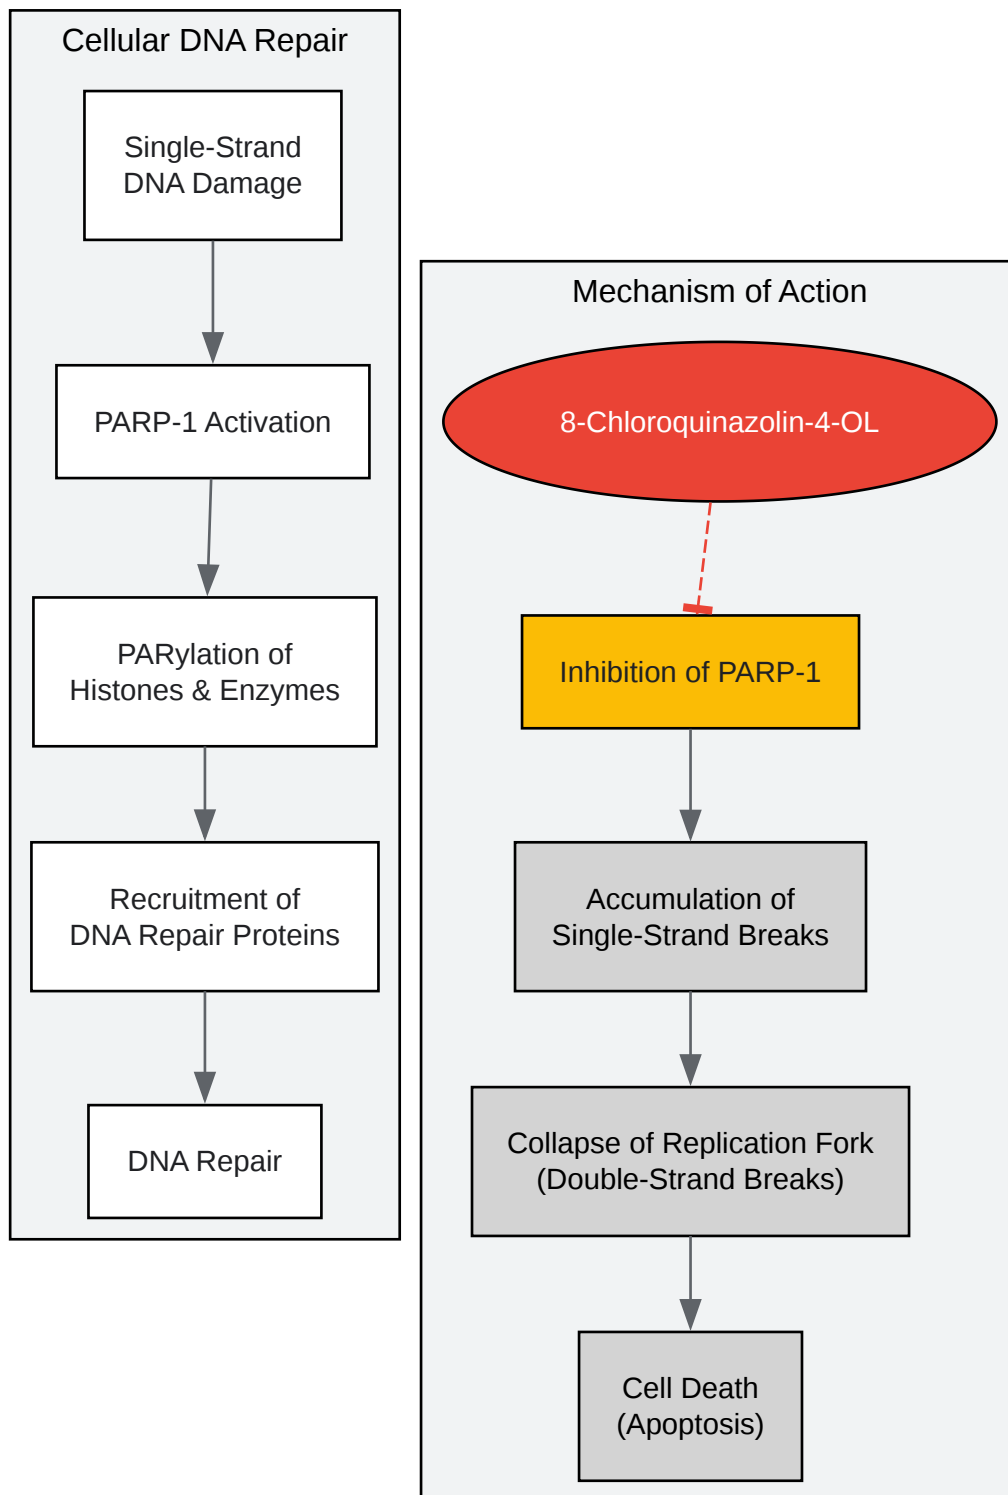 Cellular DNA Repair
Single-Strand
DNA Damage
PARP-1 Activation
PARylation of
Histones & Enzymes
Recruitment of
DNA Repair Proteins
DNA Repair
Mechanism of Action
8-Chloroquinazolin-4-OL
Inhibition of PARP-1
Accumulation of
Single-Strand Breaks
Collapse of Replication Fork
(Double-Strand Breaks)
Cell Death
(Apoptosis)